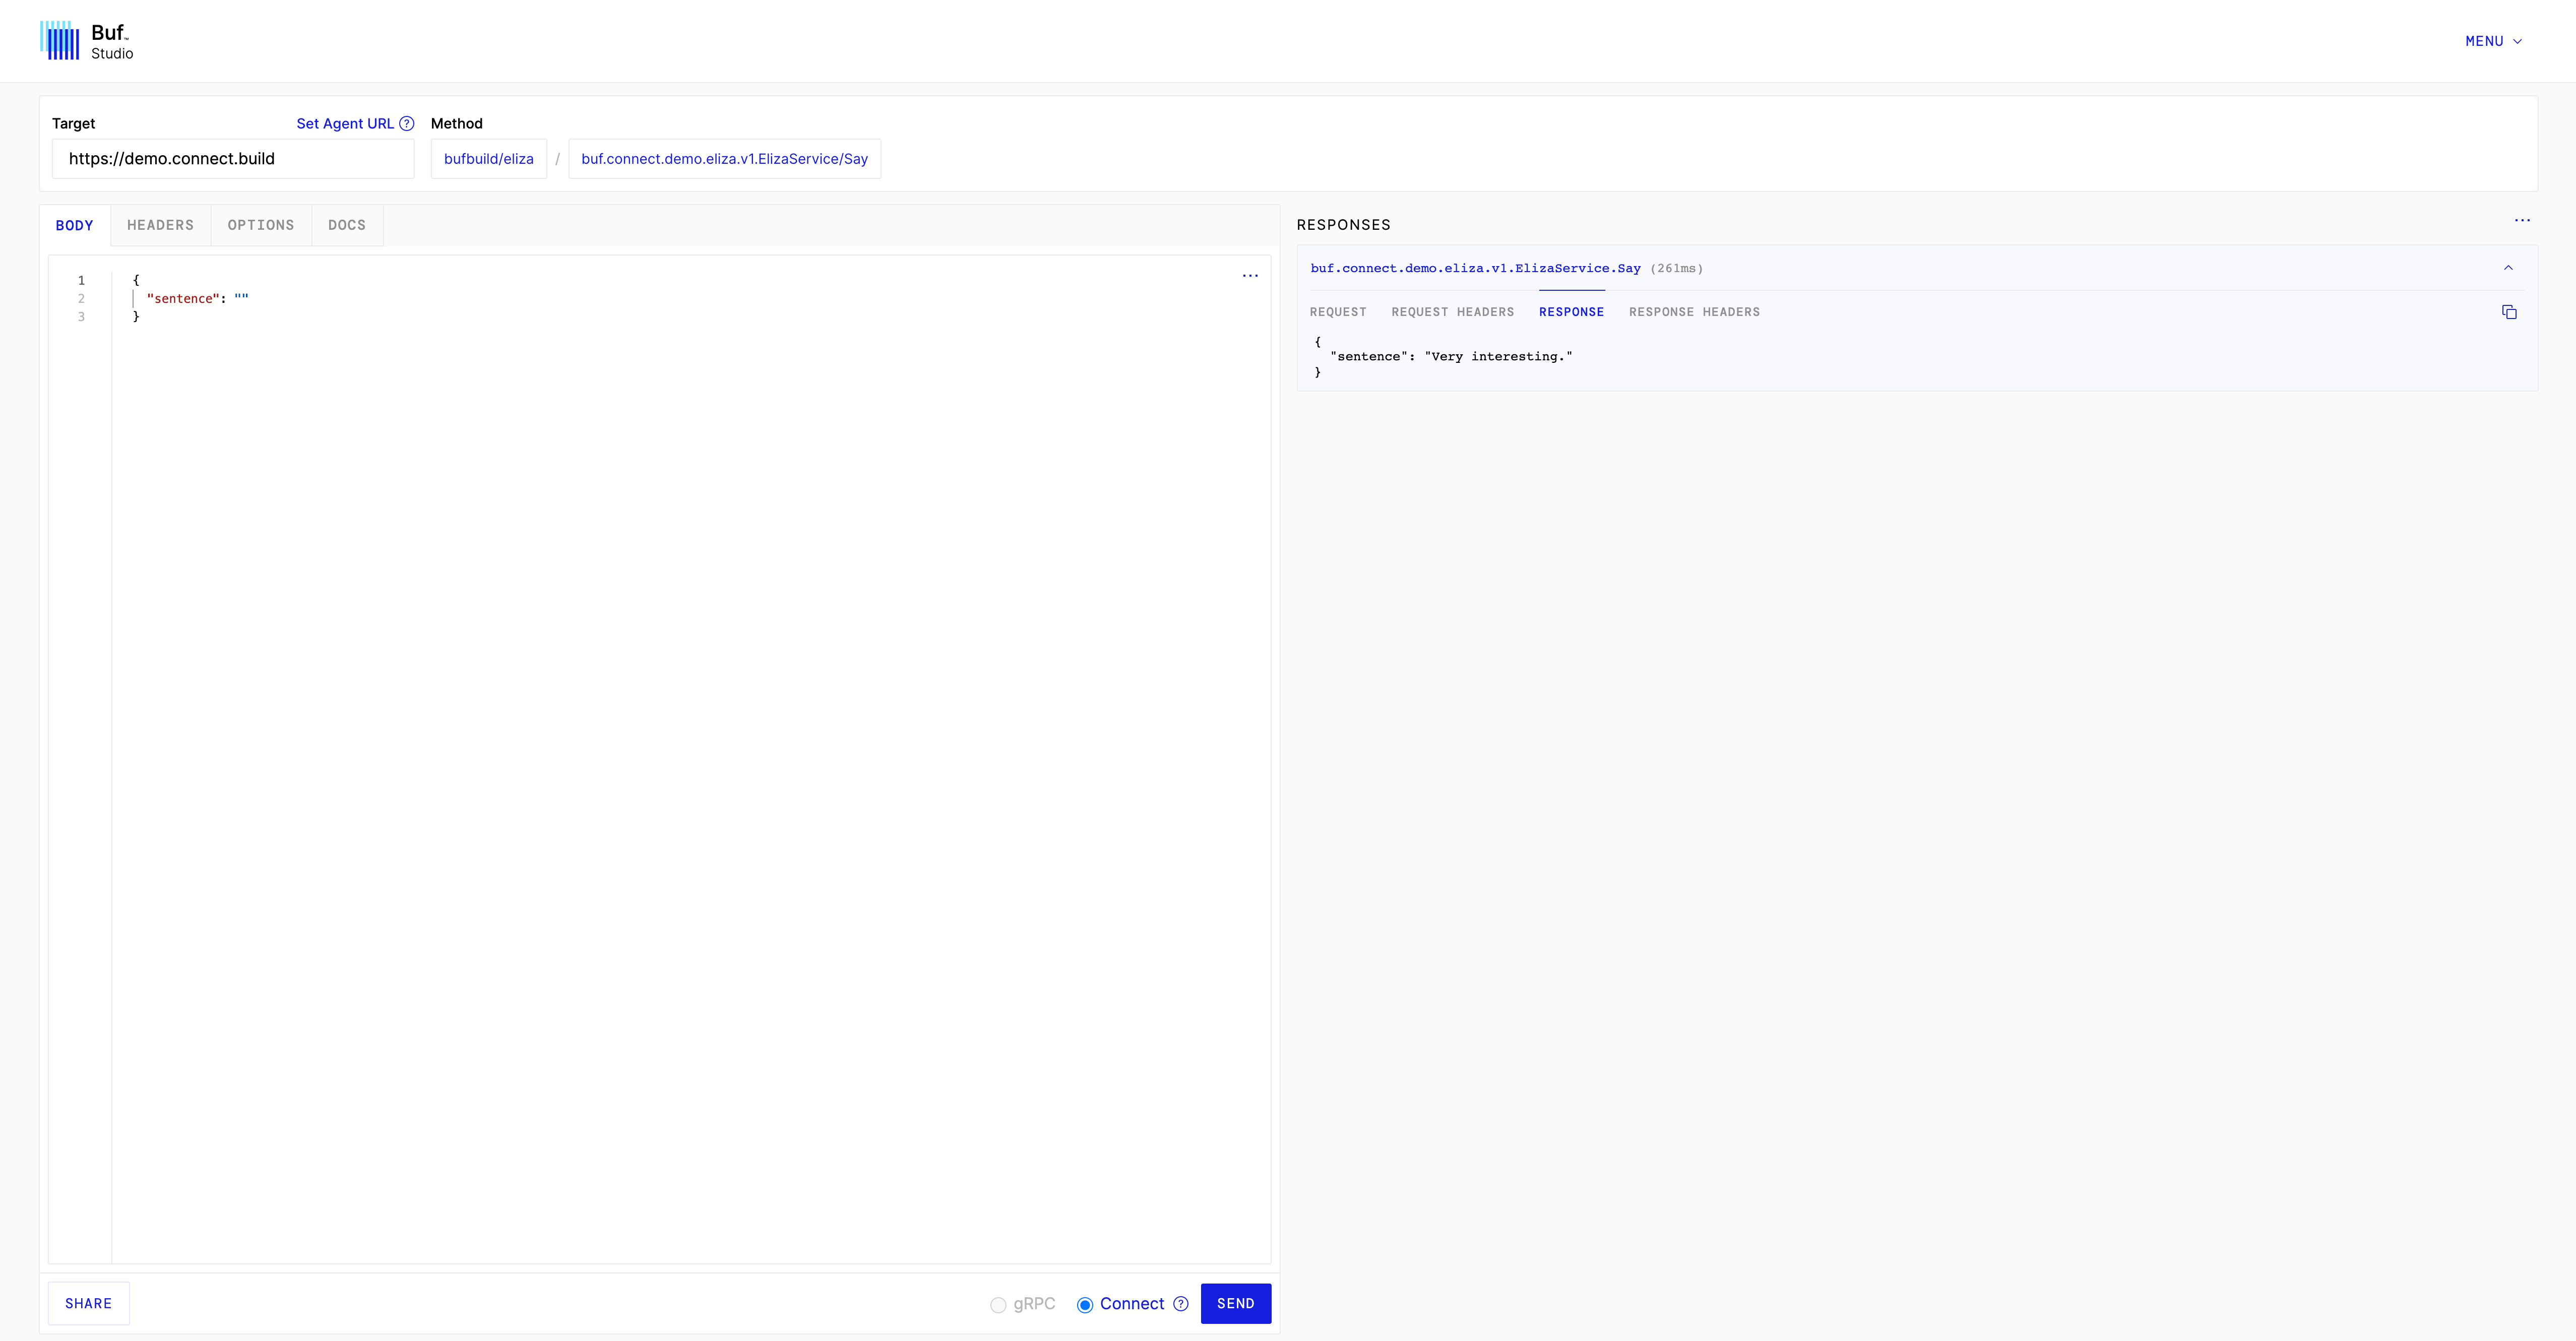 Buf™
Studio
MENU
Target
Set Agent URL ?
Method
https://demo.connect.build
bufbuild/eliza / buf.connect.demo.eliza.v1.ElizaService/Say
BODY HEADERS OPTIONS DOCS
1 {
2 "sentence": ""
3 }
SHARE
gRPC
Connect ?
SEND
RESPONSES
buf.connect.demo.eliza.v1.ElizaService.Say (261ms)
REQUEST REQUEST HEADERS RESPONSE RESPONSE HEADERS
{
"sentence": "Very interesting."
}